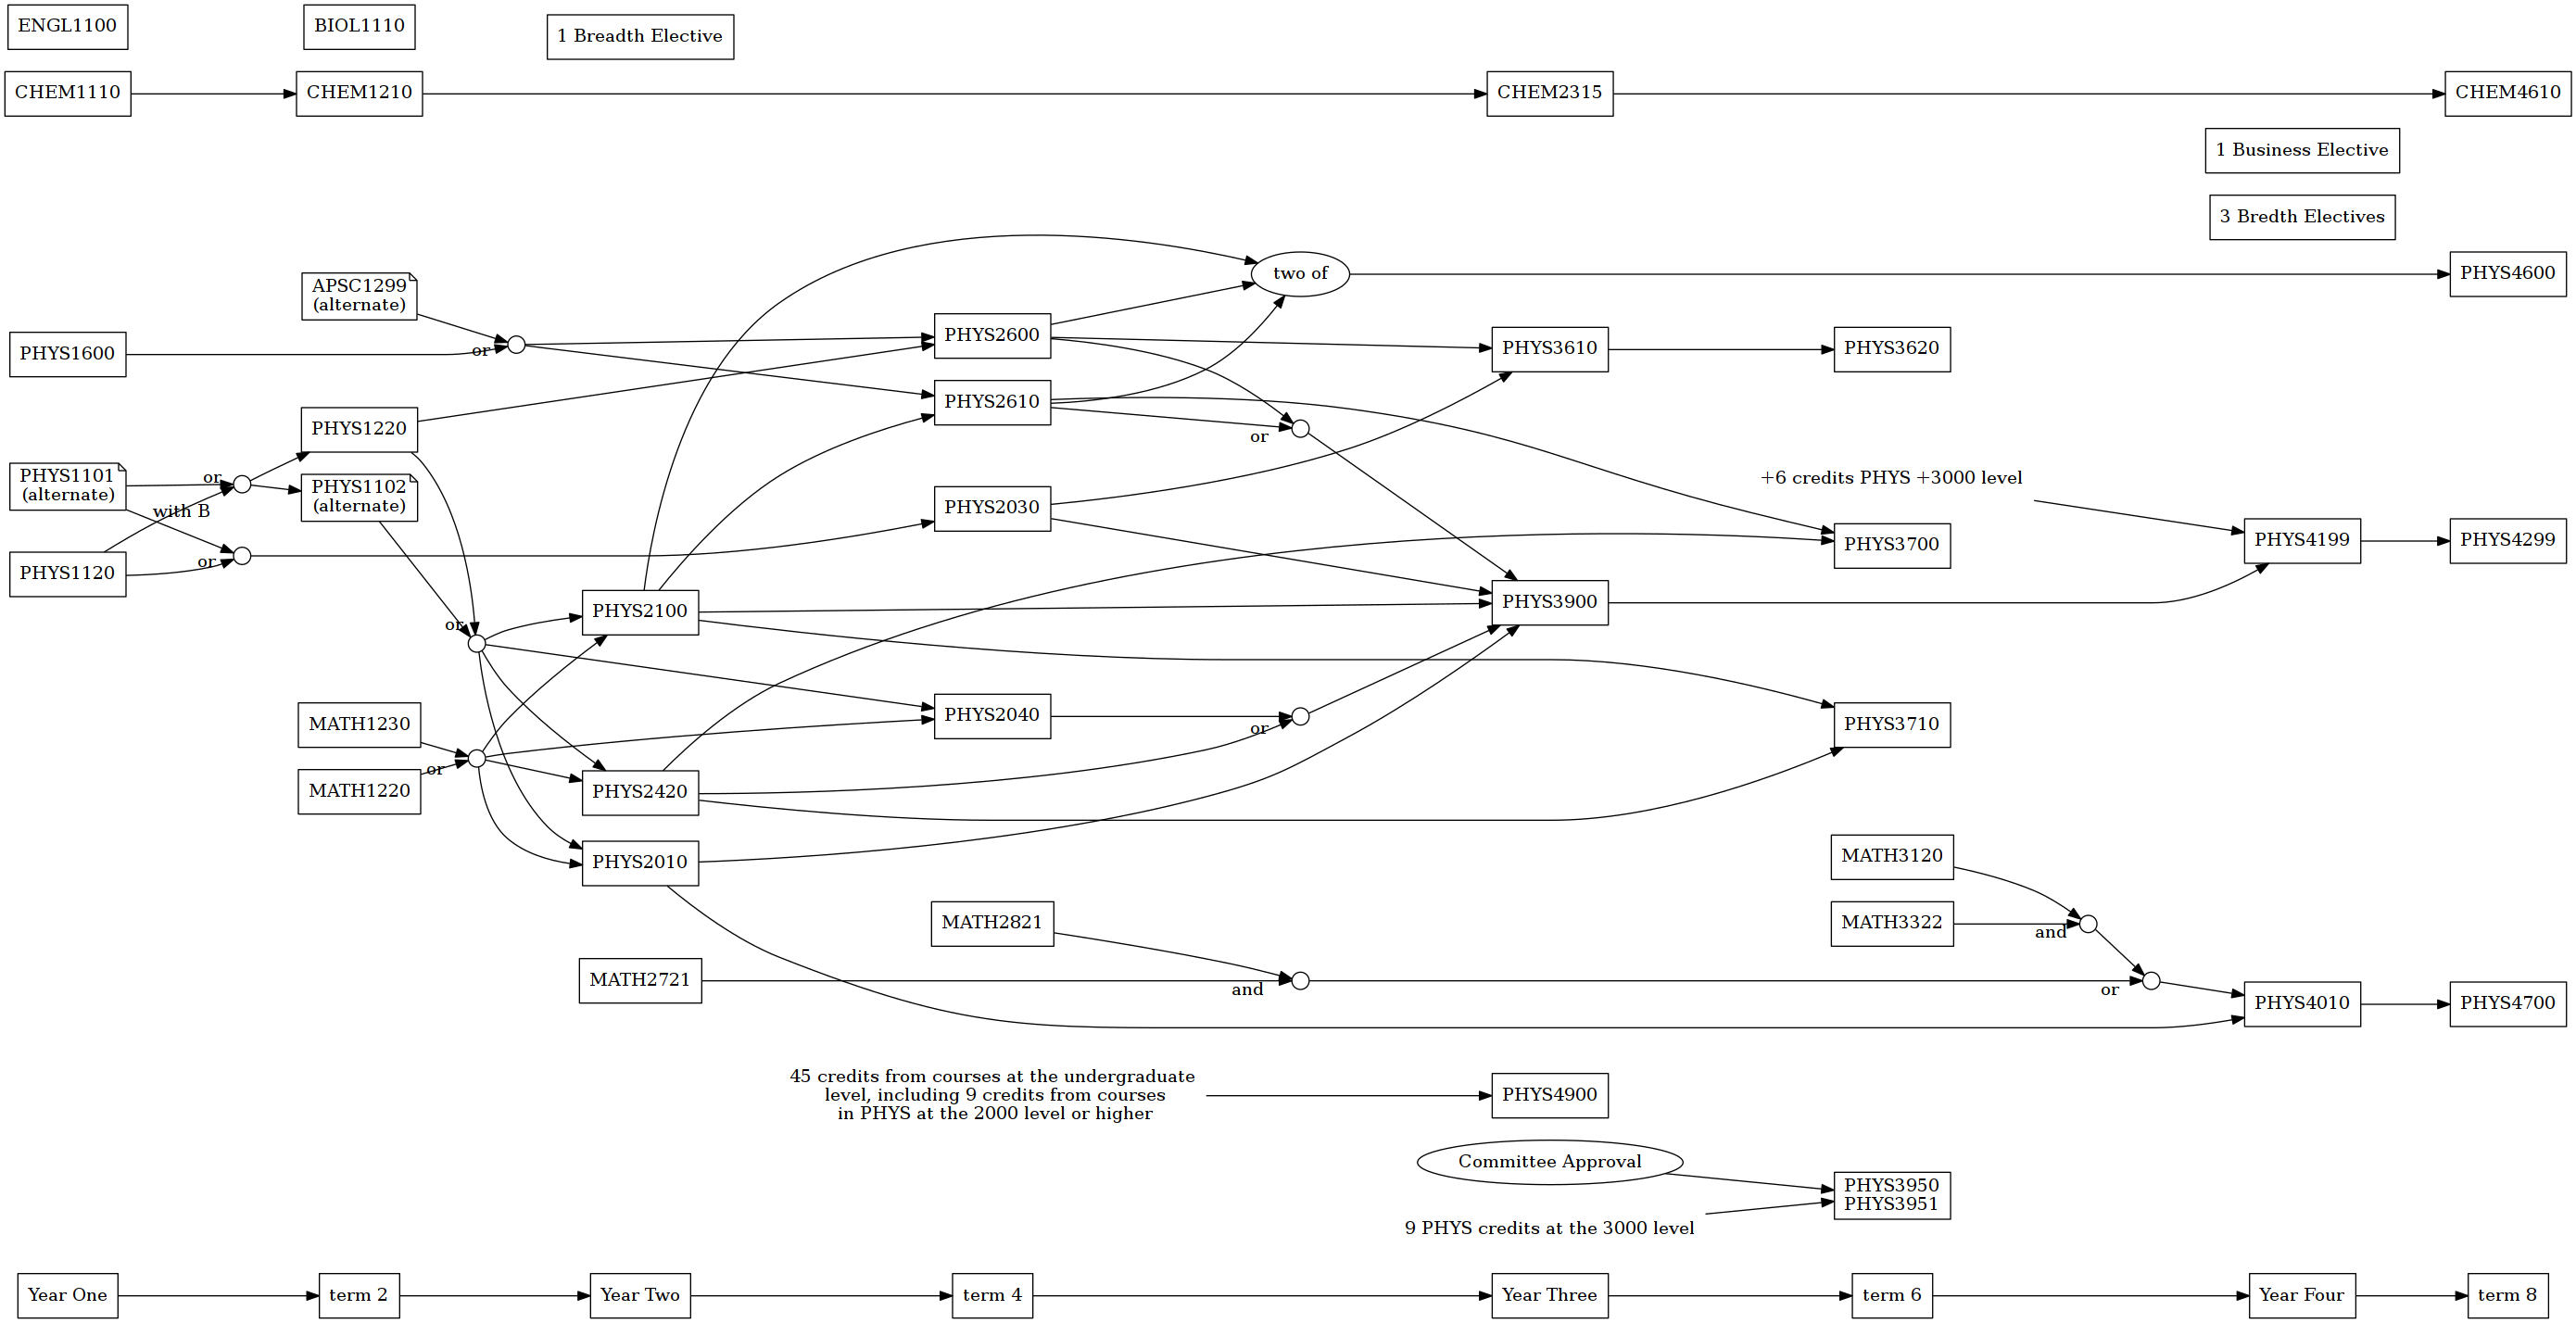 ENGL1100
BIOL1110
1 Breadth Elective
CHEM1110
CHEM1210
CHEM2315
CHEM4610
1 Business Elective
3 Bredth Electives
APSC1299
(alternate)
two of
PHYS4600
PHYS1600
or
PHYS2600
PHYS3610
PHYS3620
PHYS2610
PHYS1220
or
PHYS1101
(alternate)
or
PHYS1102
(alternate)
with B
+6 credits PHYS +3000 level
PHYS2030
PHYS3700
PHYS4199
PHYS4299
PHYS1120
or
PHYS2100
PHYS3900
or
MATH1230
PHYS2040
or
PHYS3710
MATH1220
or
PHYS2420
PHYS2010
MATH3120
MATH2821
MATH3322
and
MATH2721
and
or
PHYS4010
PHYS4700
45 credits from courses at the undergraduate
level, including 9 credits from courses
in PHYS at the 2000 level or higher
PHYS4900
Committee Approval
PHYS3950
PHYS3951
9 PHYS credits at the 3000 level
Year One
term 2
Year Two
term 4
Year Three
term 6
Year Four
term 8